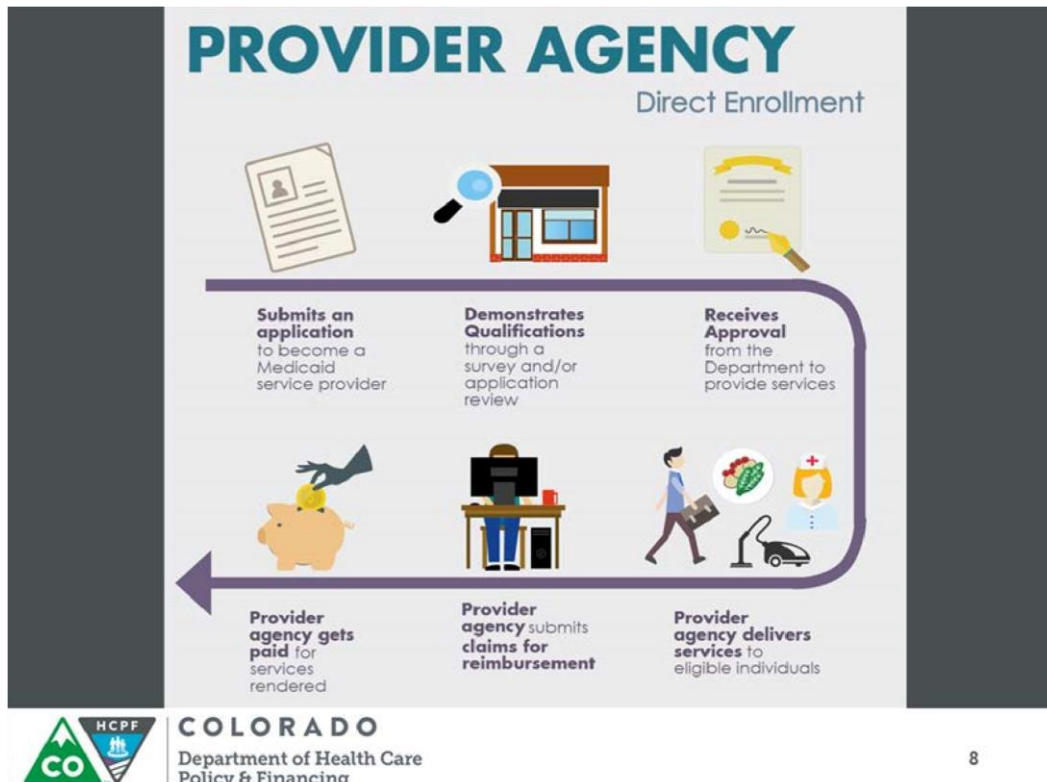 PROVIDER AGENCY
Direct Enrollment
Submits an
application
to become a
Medicaid
service provider
Demonstrates
Qualifications
through a
survey and/or
application
review
Receives
Approval
from the
Department to
provide services
Provider
agency delivers
services to
eligible individuals
Provider
agency submits
claims for
reimbursement
Provider
agency gets
paid for
services
rendered
CO
HCPF
COLORADO
Department of Health Care
Policy & Financing
8